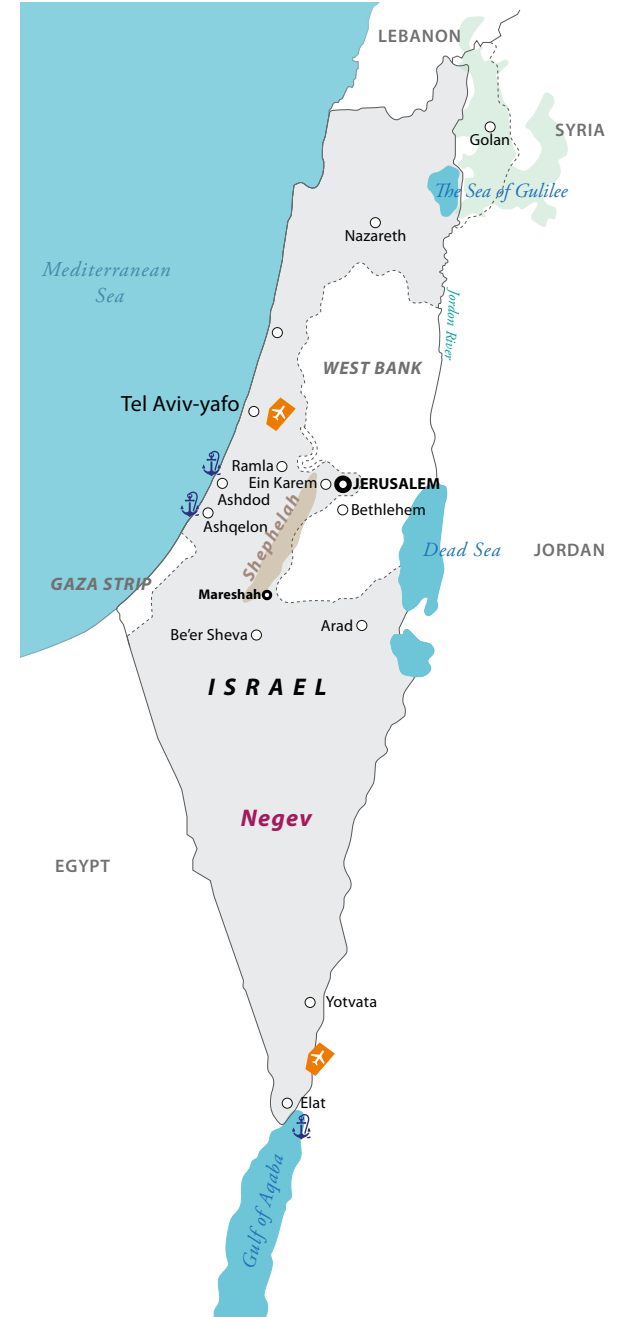 LEBANON
SYRIA
Golan
The Sea of Gulilee
Nazareth
Mediterranean
Sea
Jordon River
WEST BANK
Tel Aviv-yafo
Ramla
Ein Karem
JERUSALEM
Ashdod
Bethlehem
Ashqelon
Shephelah
Dead Sea
JORDAN
GAZA STRIP
Mareshah
Be'er Sheva
Arad
ISRAEL
Negev
EGYPT
Yotvata
Elat
Gulf of Aqaba